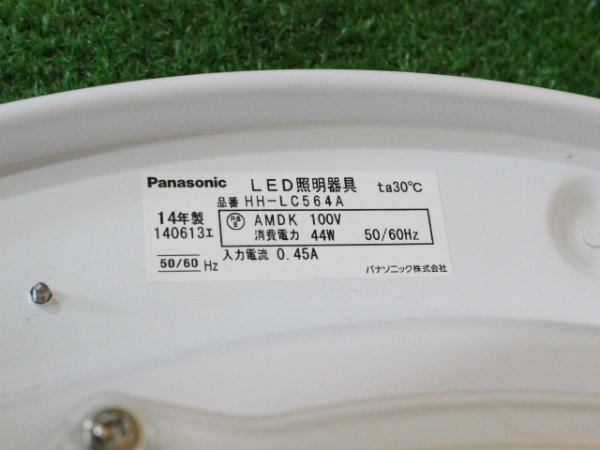 Panasonic LED照明器具 ta30℃
品番 HH-LC564A
14年製 AMDK 100V
140613ェ 消費電力 44W 50/60Hz
50/60 Hz 入力電流 0.45A
パナソニック株式会社